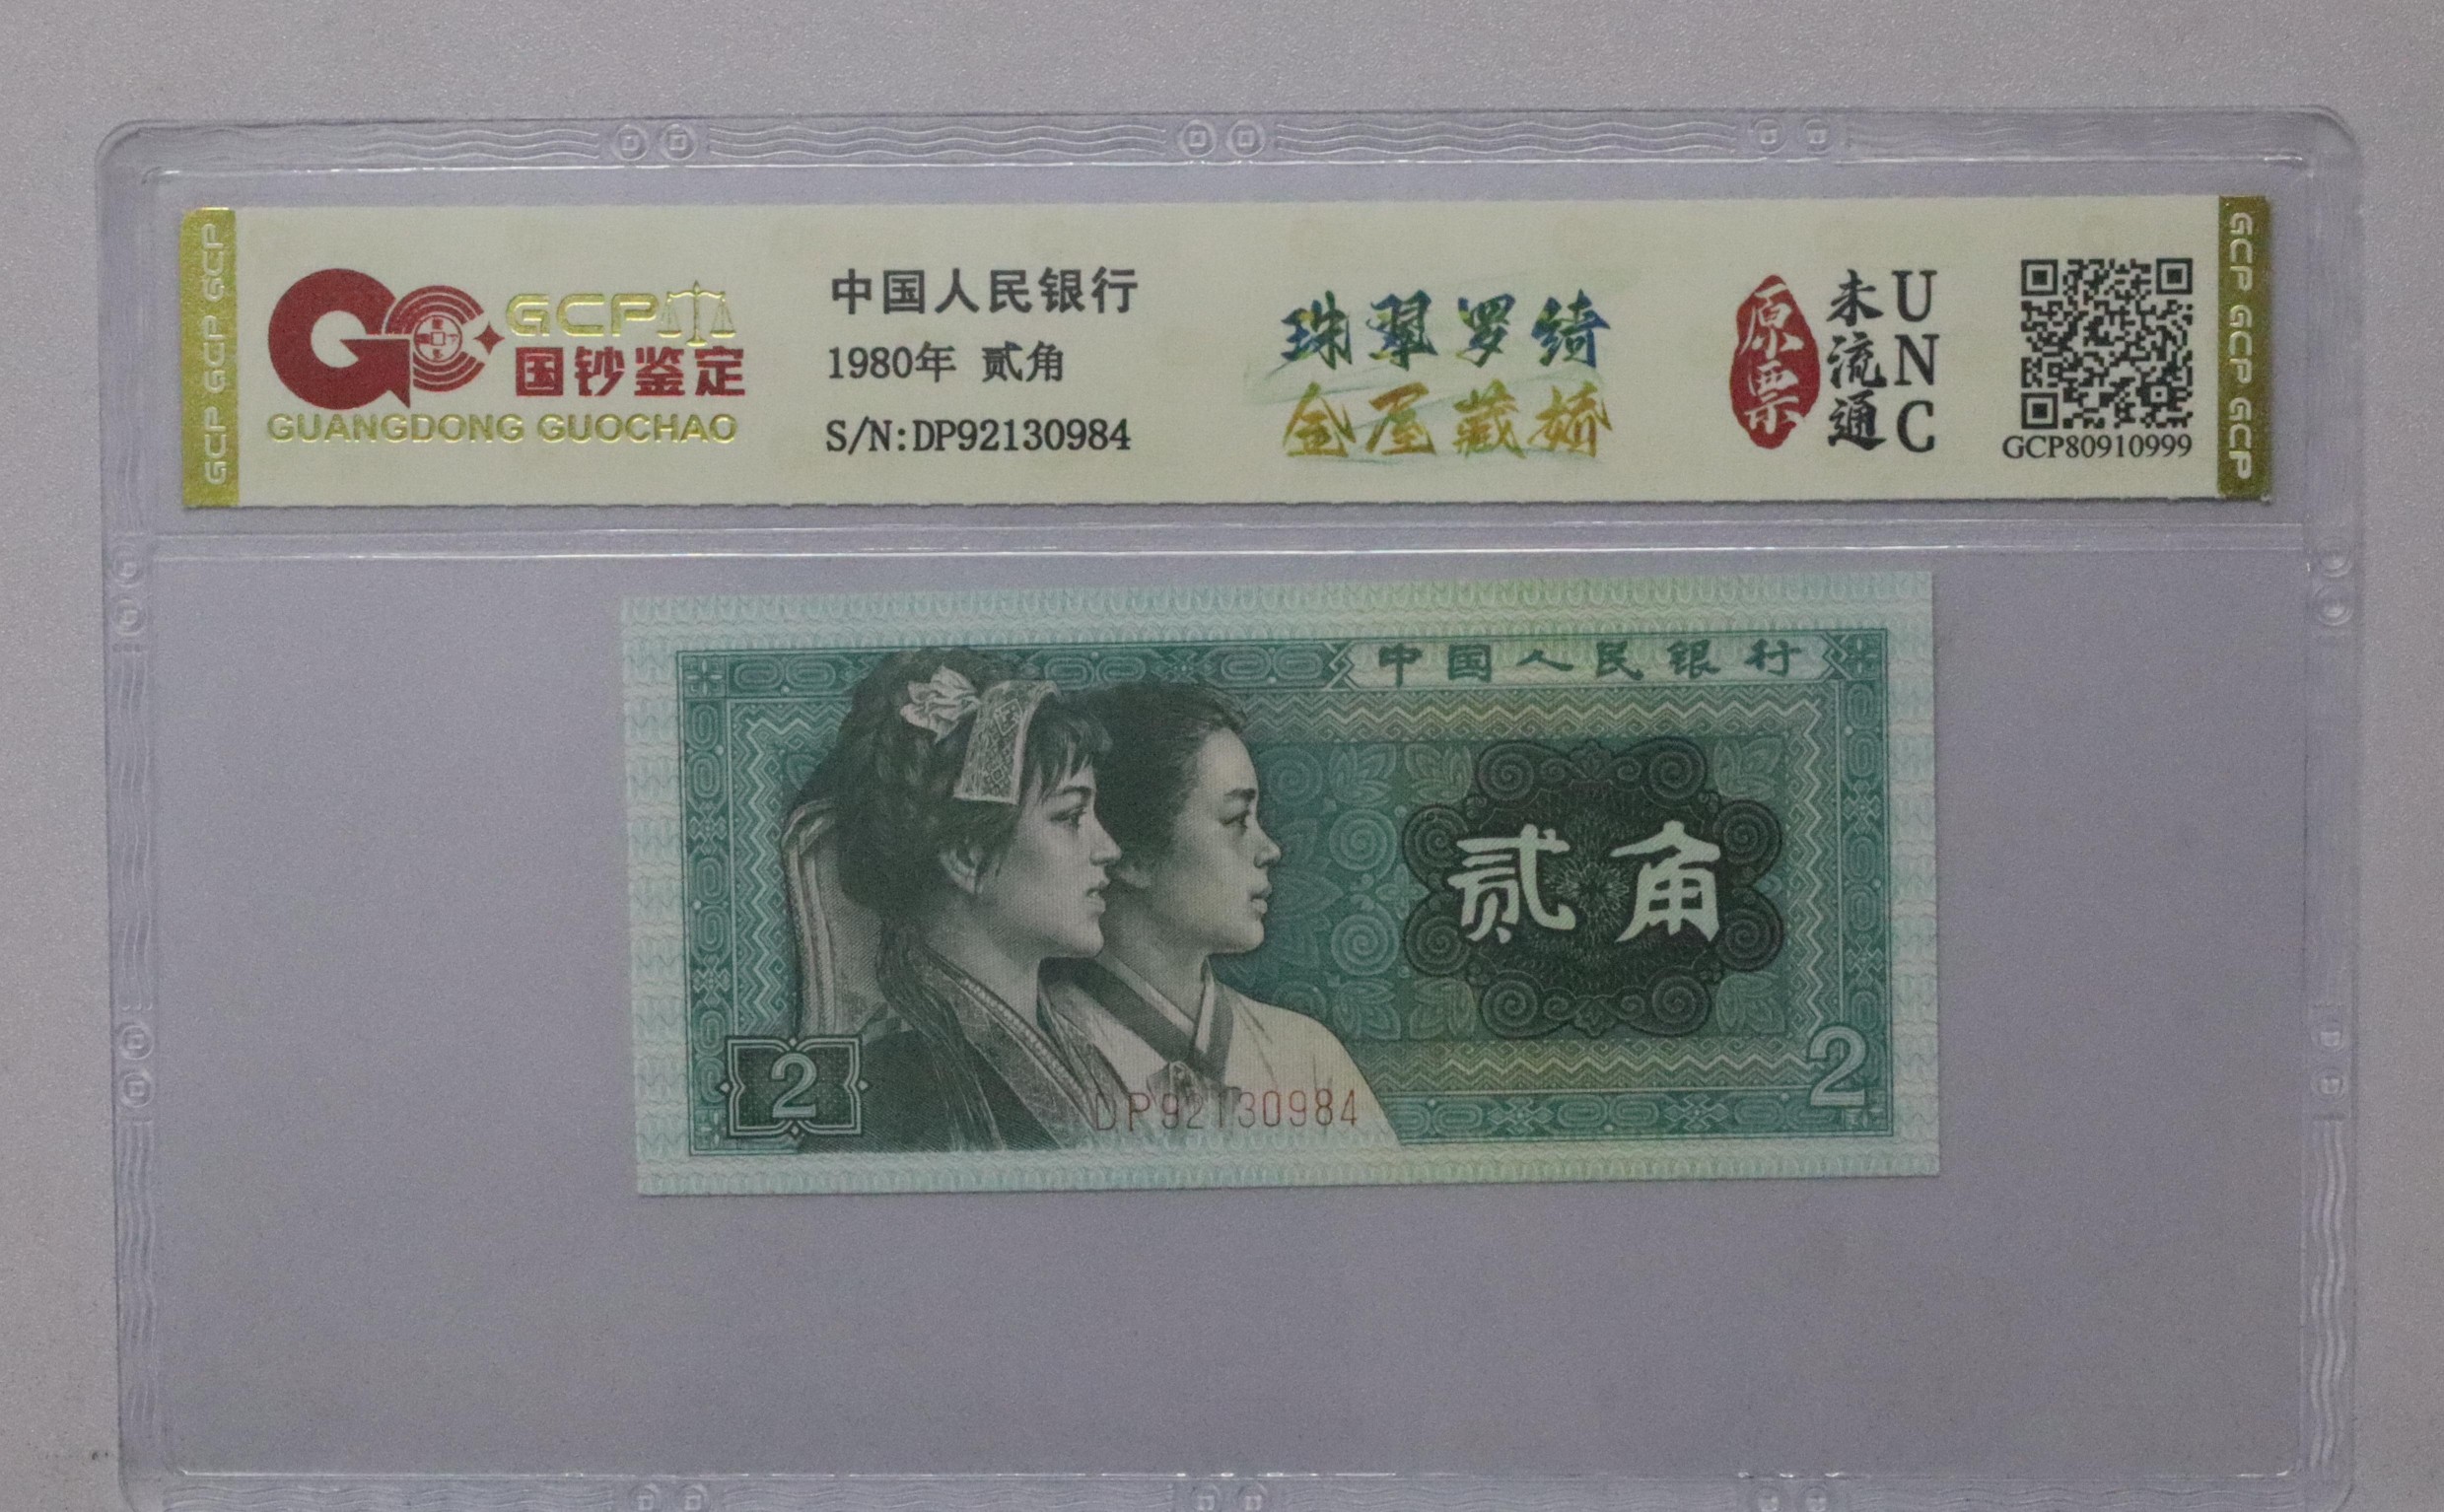 GCP GCP GCP
GCP
国钞鉴定
GUANGDONG GUOCHAO
中国人民银行
1980年 贰角
S/N:DP92130984
珠翠罗绮
金屋藏娇
原票
未流通
UNC
GCP80910999
GCP GCP GCP GCP
中国人民银行
贰角
2
2
DP92130984